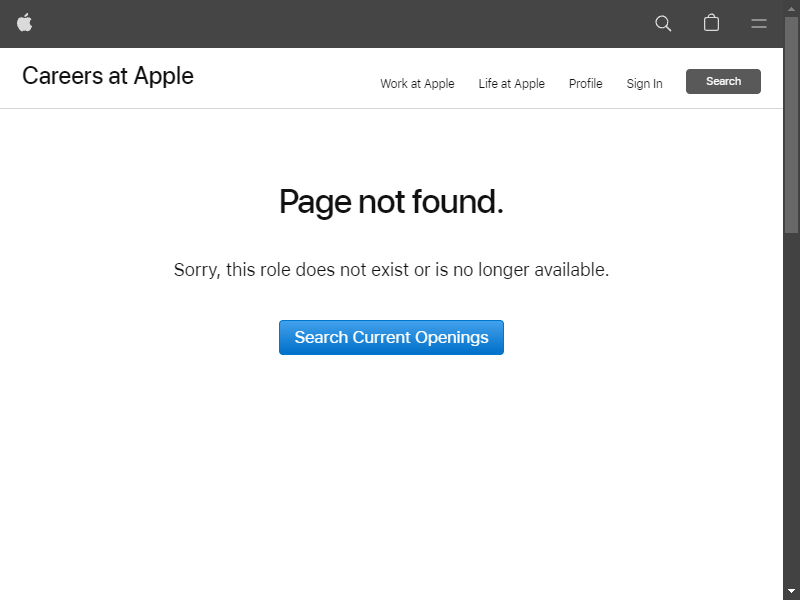 Careers at Apple
Work at Apple
Life at Apple
Profile
Sign In
Search
Page not found.
Sorry, this role does not exist or is no longer available.
Search Current Openings